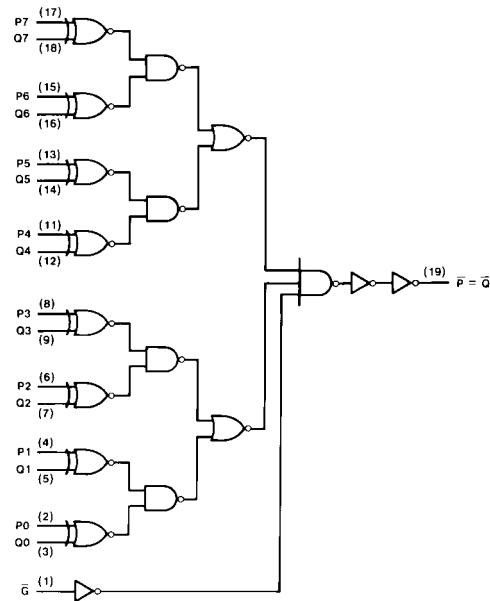 P7 (17)
Q7 (18)
P6 (15)
Q6 (16)
P5 (13)
Q5 (14)
P4 (11)
Q4 (12)
(19) P̅ = Q̅
P3 (8)
Q3 (9)
P2 (6)
Q2 (7)
P1 (4)
Q1 (5)
P0 (2)
Q0 (3)
G̅ (1)